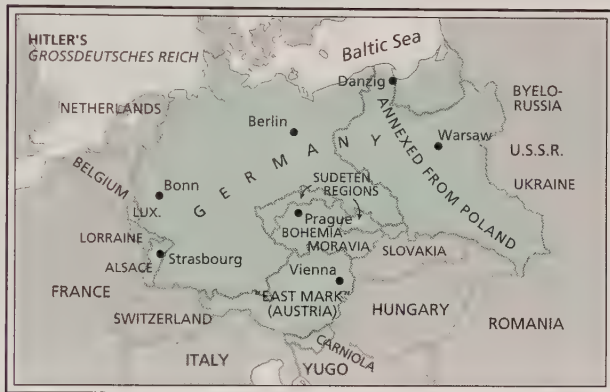 HITLER'S
GROSSDEUTSCHES REICH
Baltic Sea
Danzig
BYELO-
RUSSIA
NETHERLANDS
Berlin
Warsaw
U.S.S.R.
GERMANY
ANNEXED FROM POLAND
BELGIUM
Bonn
SUDETEN
REGIONS
UKRAINE
LUX.
Prague
BOHEMIA
MORAVIA
LORRAINE
SLOVAKIA
ALSACE
Strasbourg
Vienna
FRANCE
"EAST MARK"
(AUSTRIA)
HUNGARY
ROMANIA
SWITZERLAND
CARNIOLA
ITALY
YUGO